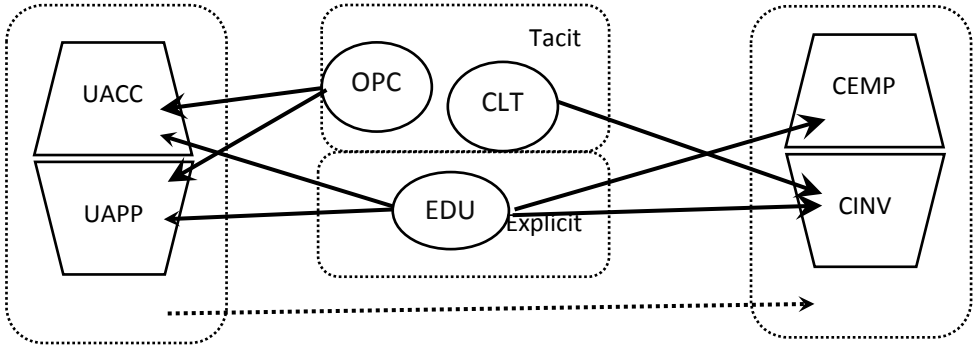 Tacit
UACC
OPC
CLT
CEMP
UAPP
EDU
Explicit
CINV